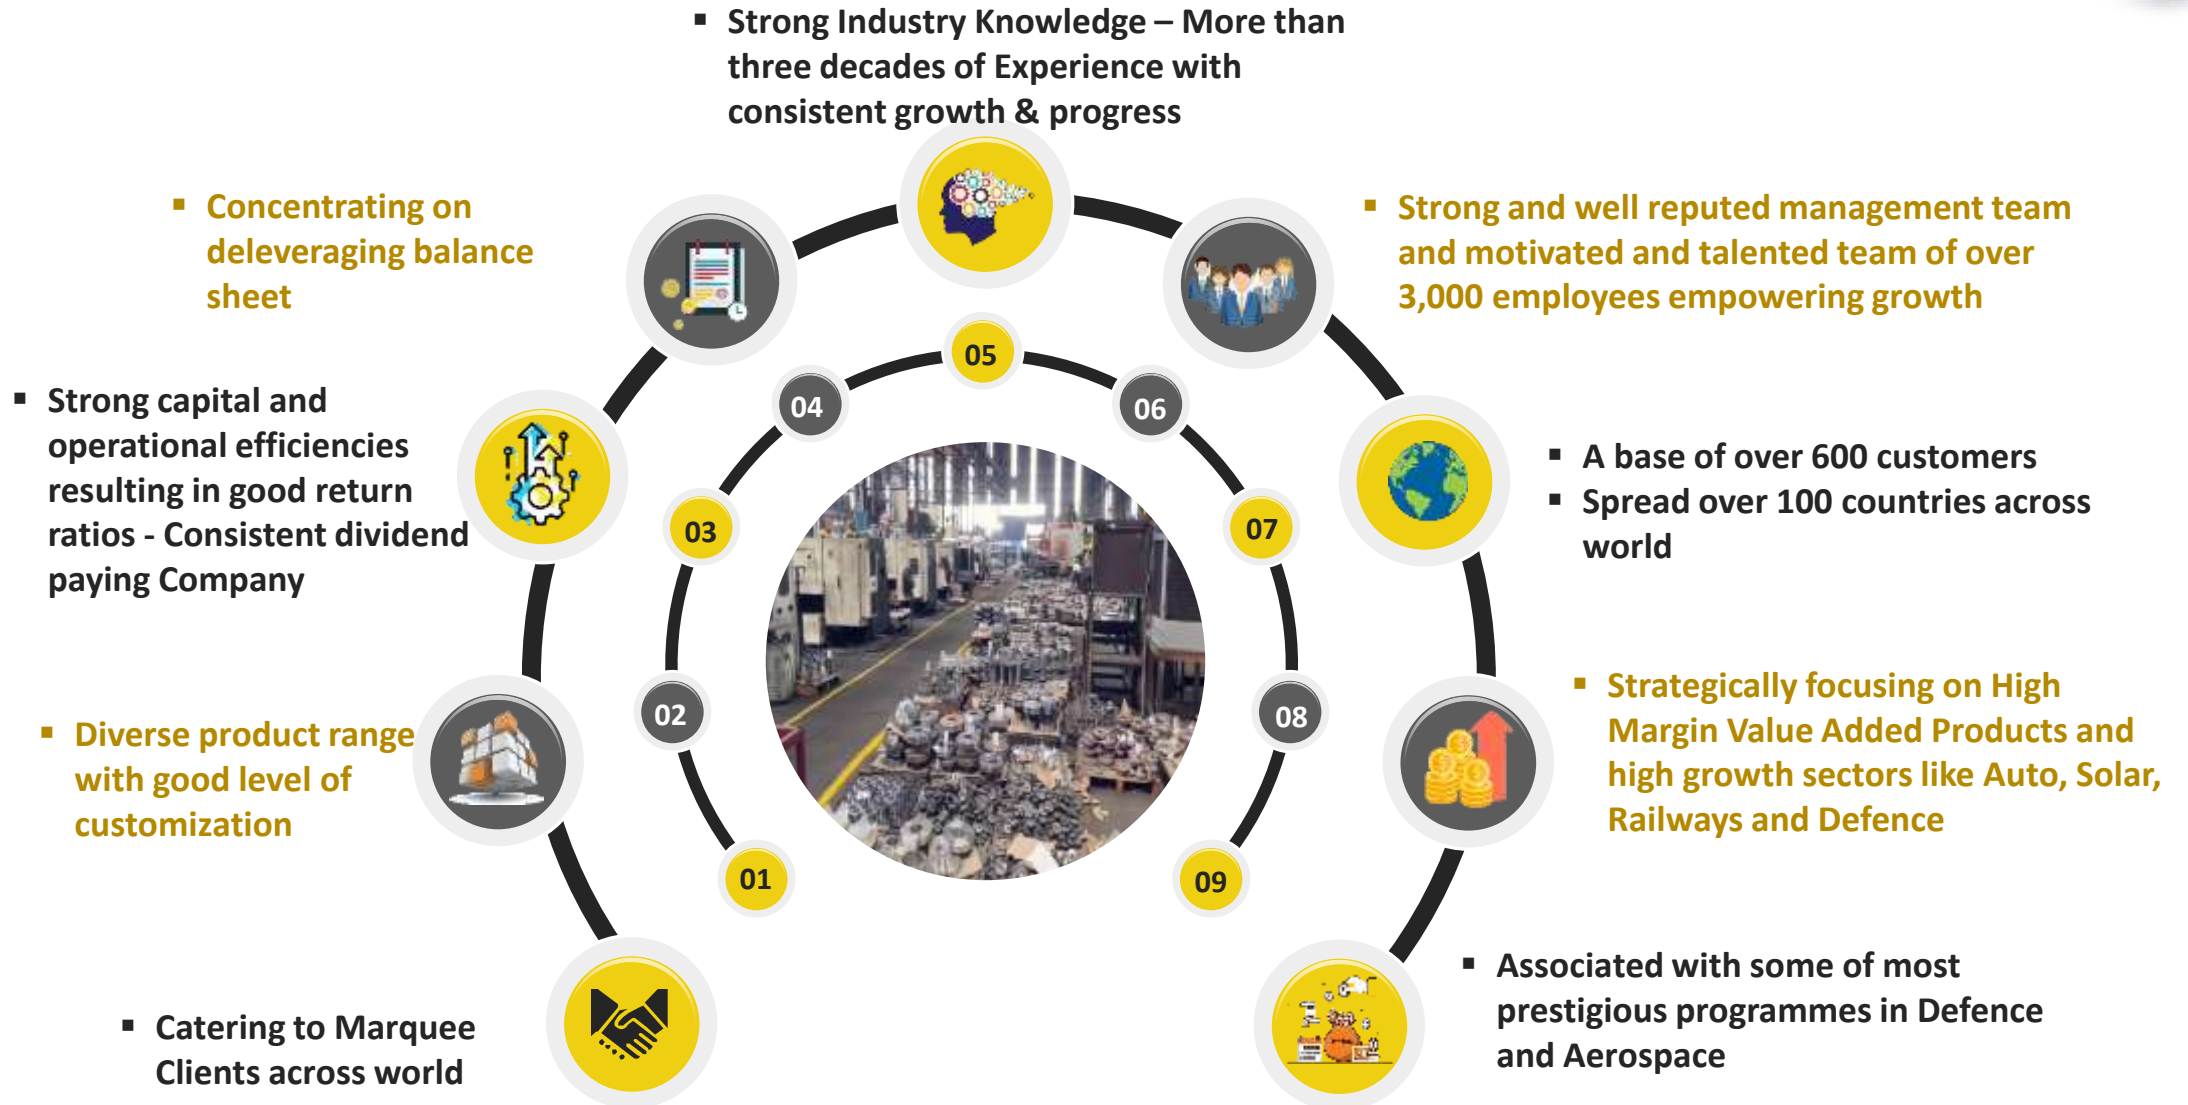 ▪ Strong Industry Knowledge – More than
three decades of Experience with
consistent growth & progress
▪ Concentrating on
deleveraging balance
sheet
▪ Strong and well reputed management team
and motivated and talented team of over
3,000 employees empowering growth
▪ Strong capital and
operational efficiencies
resulting in good return
ratios - Consistent dividend
paying Company
▪ A base of over 600 customers
▪ Spread over 100 countries across
world
▪ Diverse product range
with good level of
customization
▪ Strategically focusing on High
Margin Value Added Products and
high growth sectors like Auto, Solar,
Railways and Defence
▪ Catering to Marquee
Clients across world
▪ Associated with some of most
prestigious programmes in Defence
and Aerospace
01
02
03
04
05
06
07
08
09